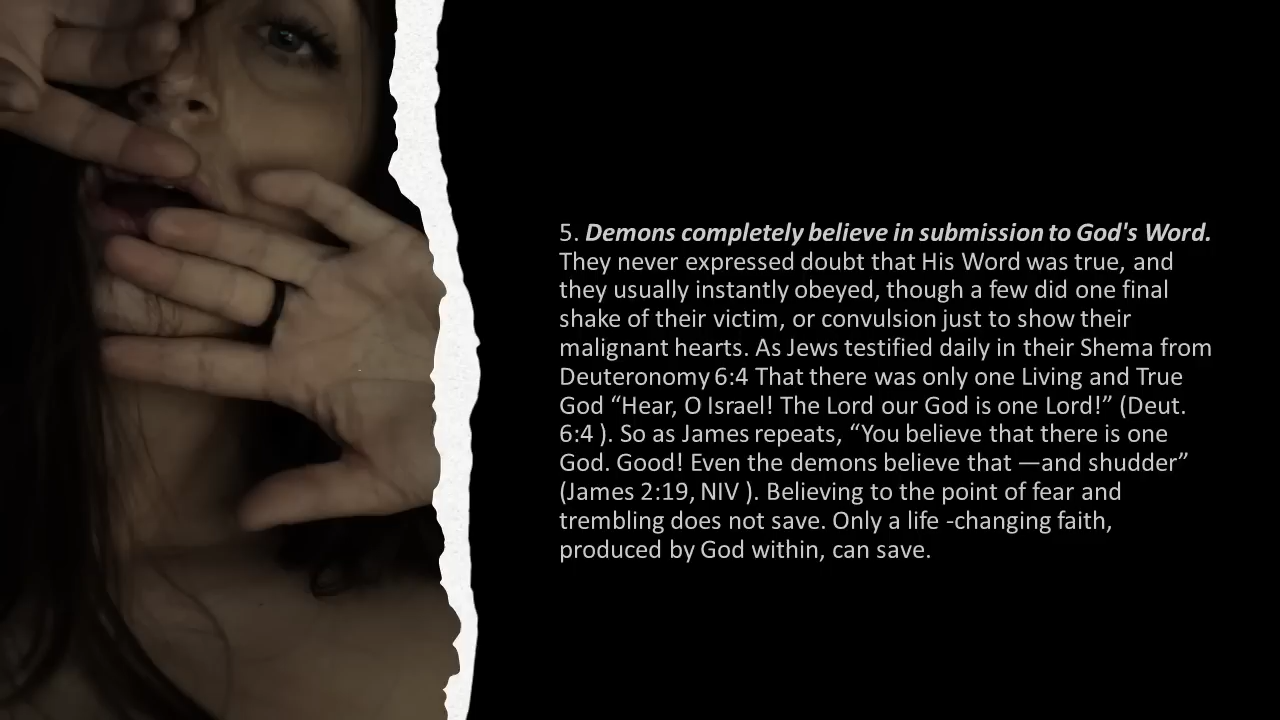 5. Demons completely believe in submission to God's Word.
They never expressed doubt that His Word was true, and
they usually instantly obeyed, though a few did one final
shake of their victim, or convulsion just to show their
malignant hearts. As Jews testified daily in their Shema from
Deuteronomy 6:4 That there was only one Living and True
God “Hear, O Israel! The Lord our God is one Lord!” (Deut.
6:4 ). So as James repeats, “You believe that there is one
God. Good! Even the demons believe that —and shudder”
(James 2:19, NIV ). Believing to the point of fear and
trembling does not save. Only a life -changing faith,
produced by God within, can save.